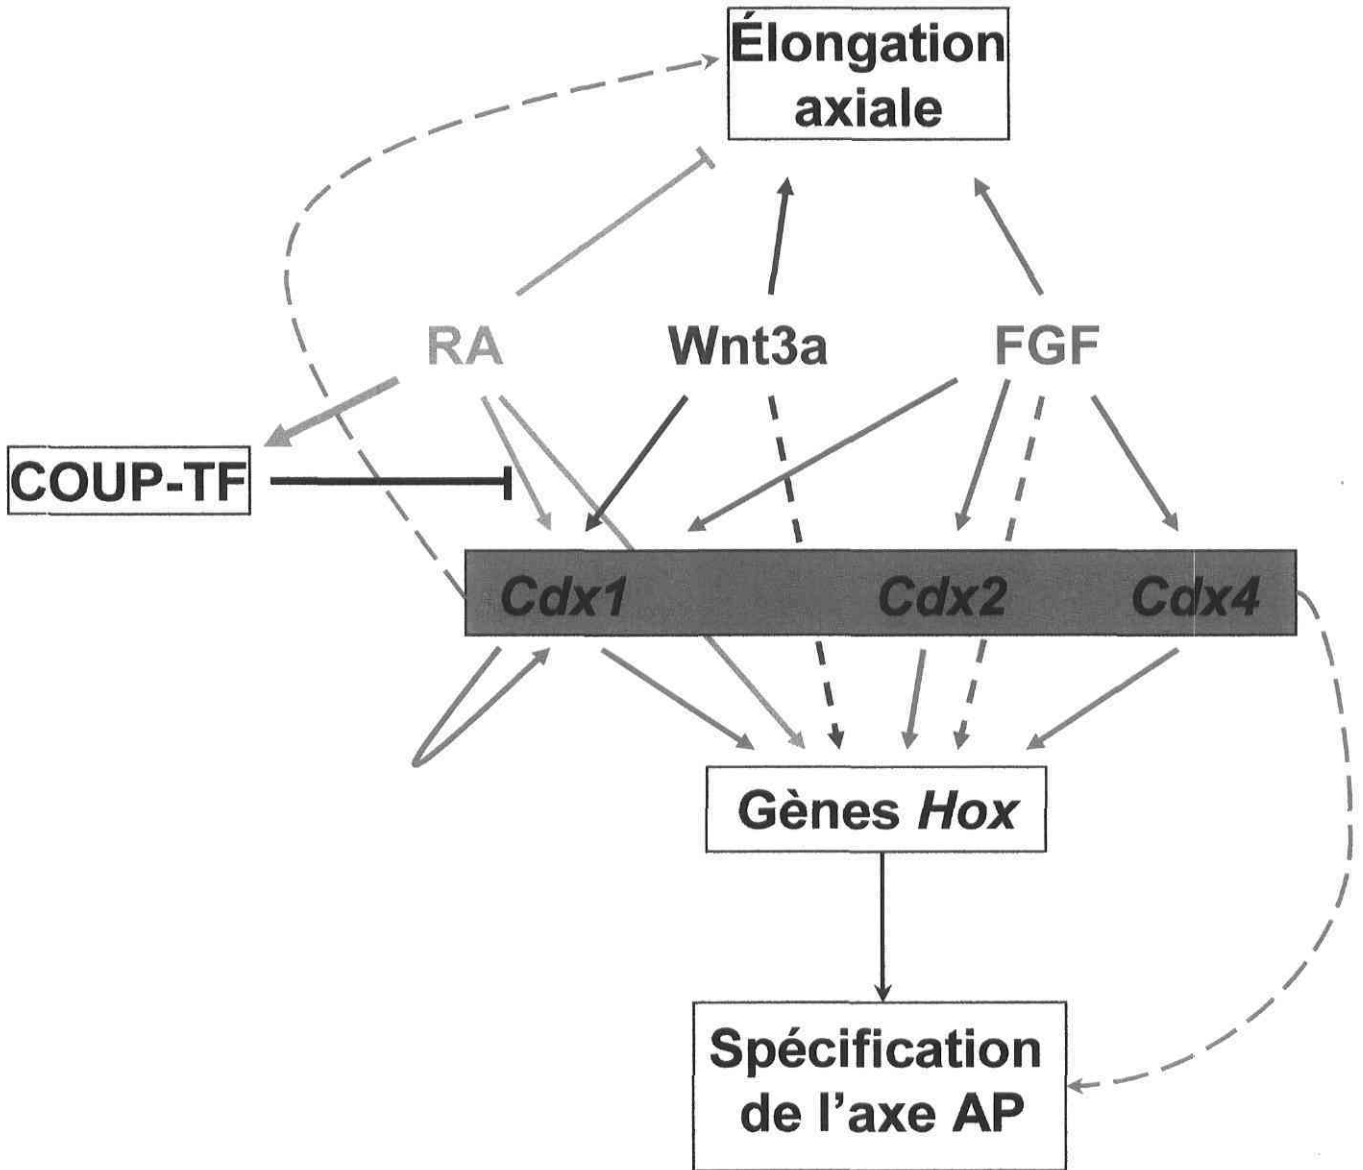 Élongation
axiale
RA
Wnt3a
FGF
COUP-TF
Cdx1
Cdx2
Cdx4
Gènes Hox
Spécification
de l'axe AP